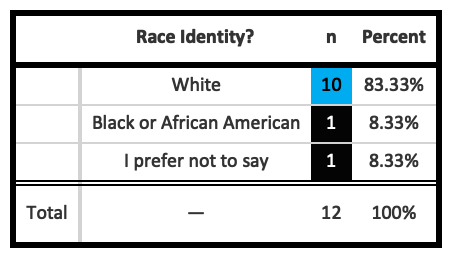 Race Identity? n Percent
White 10 83.33%
Black or African American 1 8.33%
I prefer not to say 1 8.33%
Total — 12 100%